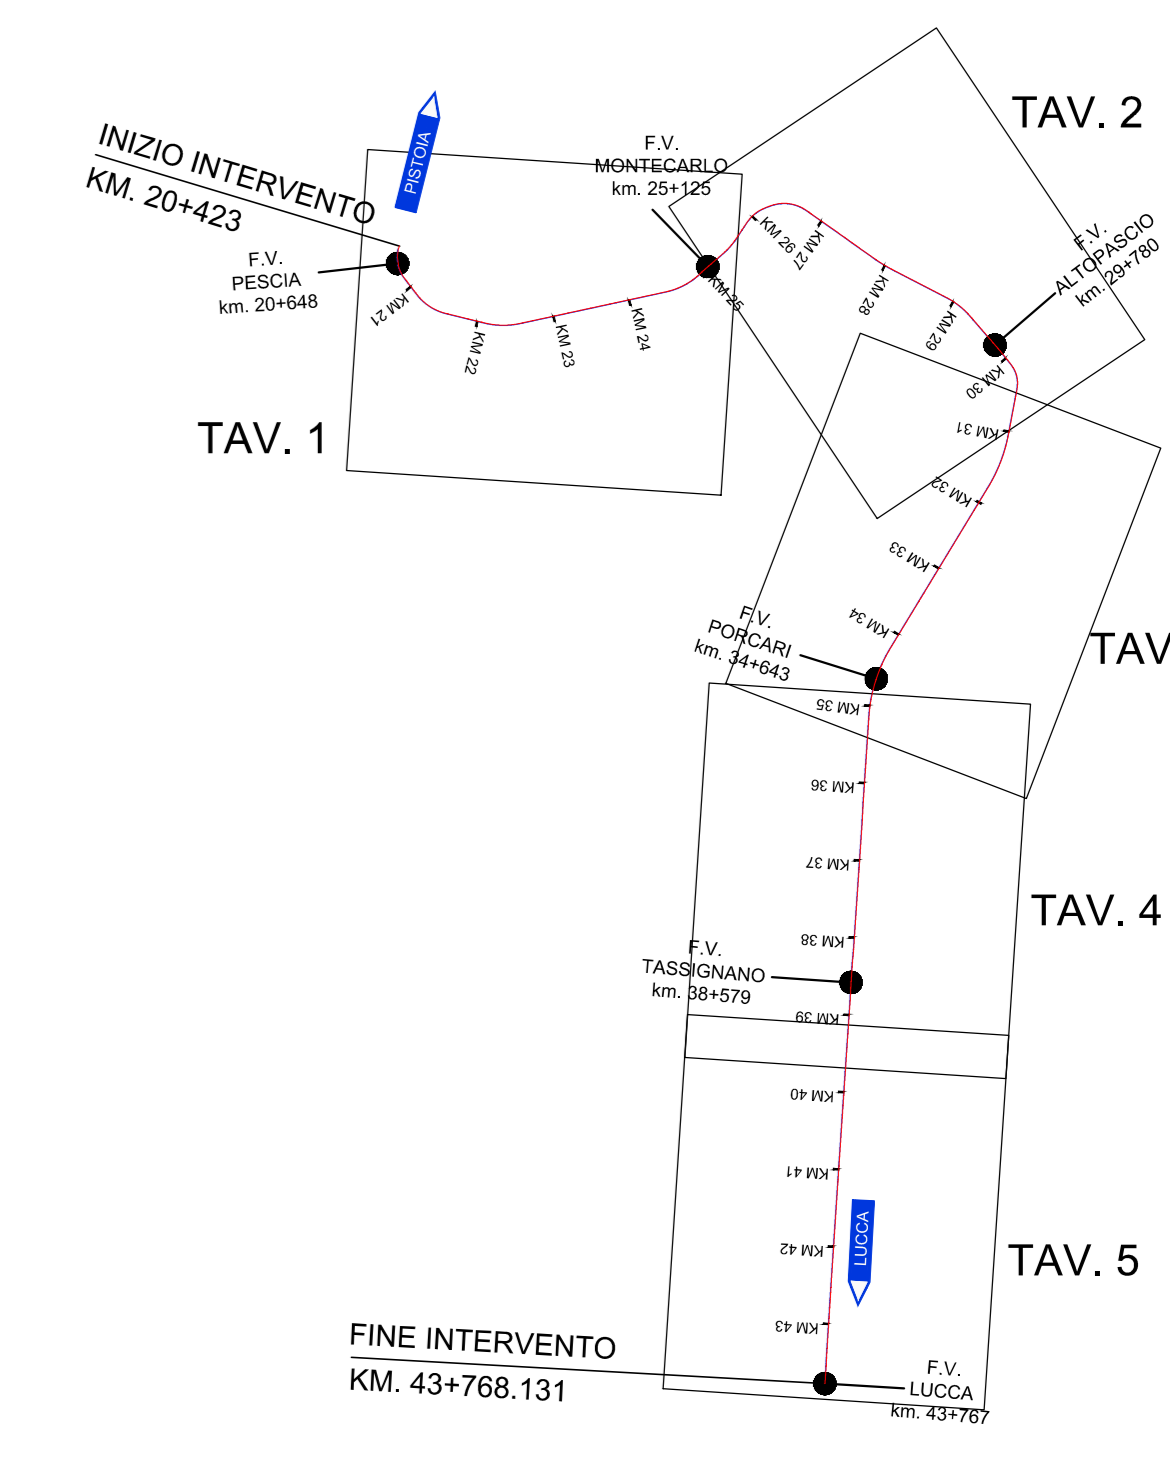 TAV. 2
PISTOIA
INIZIO INTERVENTO
KM. 20+423
F.V.
MONTECARLO
km. 25+125
F.V.
PESCIA
km. 20+648
F.V.
ALTOPASCIO
km. 29+780
KM 21
KM 22
KM 23
KM 24
KM 25
KM 26
KM 27
KM 28
KM 29
KM 30
KM 31
KM 32
KM 33
KM 34
TAV. 1
F.V.
PORCARI
km. 34+643
TAV
KM 35
KM 36
KM 37
KM 38
TAV. 4
F.V.
TASSIGNANO
km. 38+579
KM 39
KM 40
KM 41
KM 42
KM 43
LUCCA
TAV. 5
FINE INTERVENTO
KM. 43+768.131
F.V.
LUCCA
km. 43+767